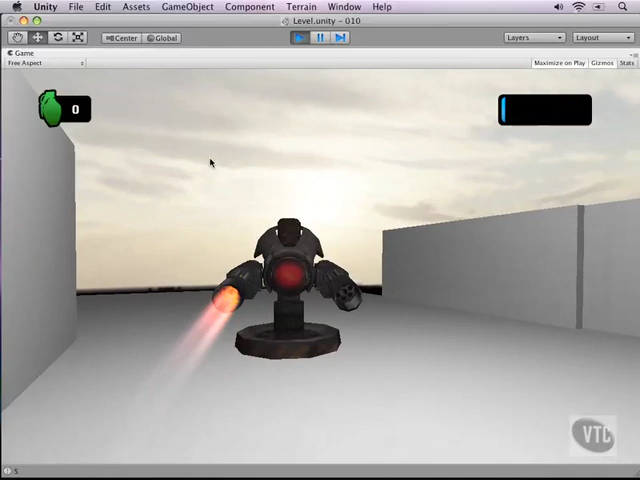 Unity File Edit Assets GameObject Component Terrain Window Help
Level.unity - 010
Center Global Layers Layout
Game
Free Aspect Maximize on Play Gizmos Stats
0
VTC
5